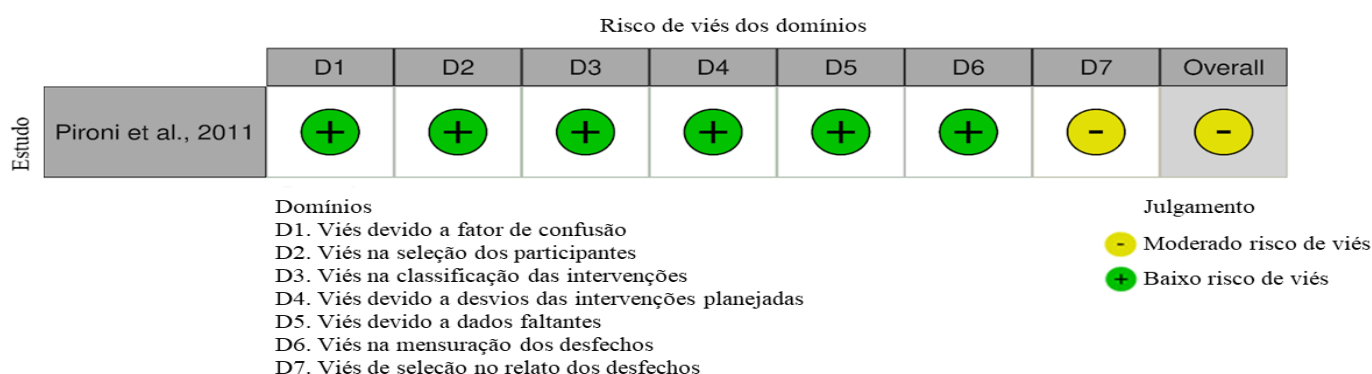 Risco de viés dos domínios
D1 D2 D3 D4 D5 D6 D7 Overall
Estudo
Pironi et al., 2011
+ + + + + + - -
Domínios
D1. Viés devido a fator de confusão
D2. Viés na seleção dos participantes
D3. Viés na classificação das intervenções
D4. Viés devido a desvios das intervenções planejadas
D5. Viés devido a dados faltantes
D6. Viés na mensuração dos desfechos
D7. Viés de seleção no relato dos desfechos
Julgamento
- Moderado risco de viés
+ Baixo risco de viés